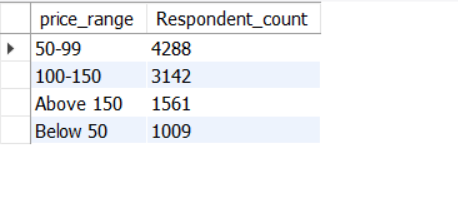 price_range Respondent_count
50-99 4288
100-150 3142
Above 150 1561
Below 50 1009